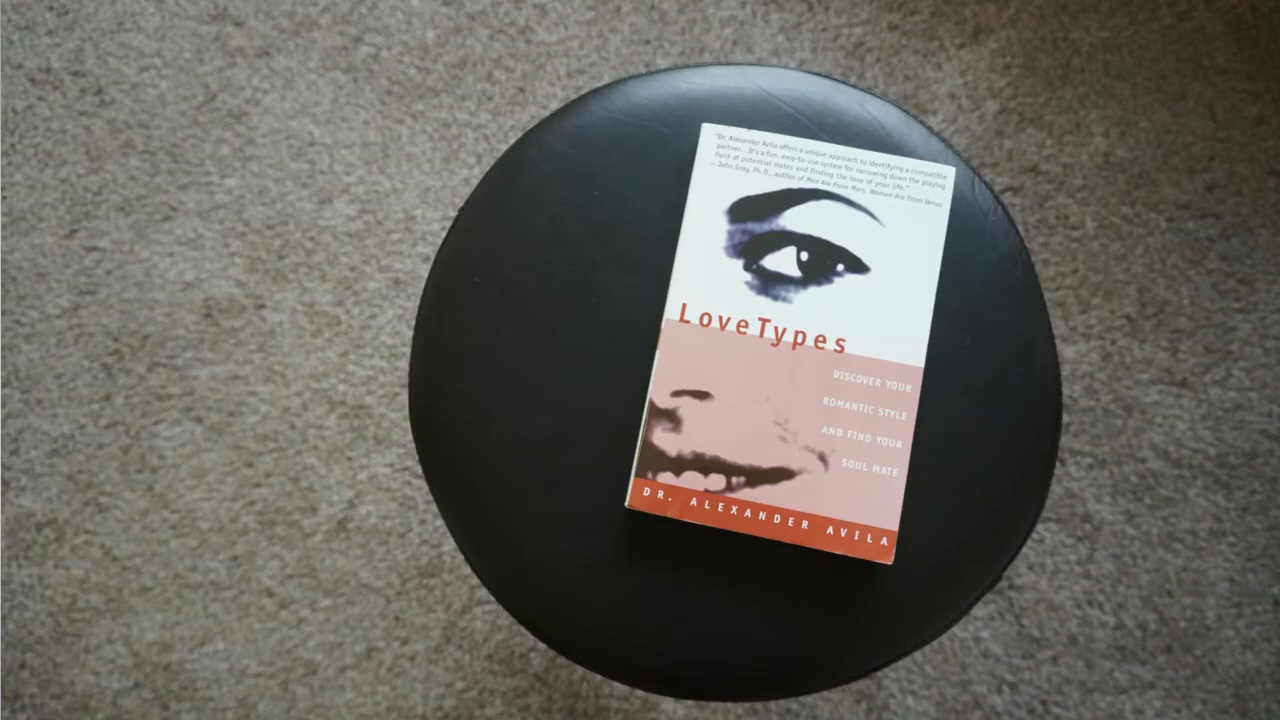 "Dr. Alexander Avila offers a unique approach to identifying a compatible
partner...It's a fun, easy-to-use system for narrowing down the playing
field of potential mates and finding the love of your life."
— John Gray, Ph.D., author of Men Are From Mars, Women Are From Venus
LoveTypes
DISCOVER YOUR
ROMANTIC STYLE
AND FIND YOUR
SOUL MATE
DR. ALEXANDER AVILA